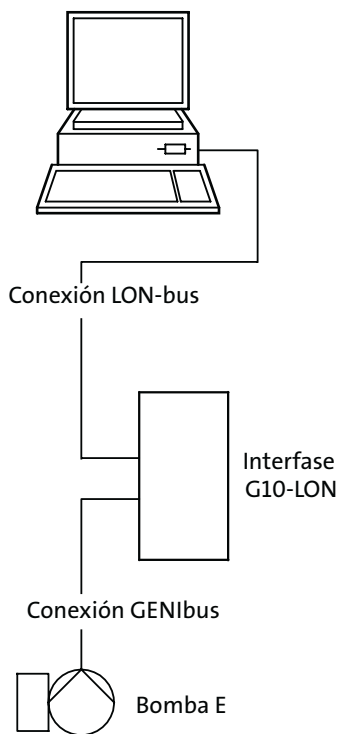 Conexión LON-bus
Interfase
G10-LON
Conexión GENIbus
Bomba E